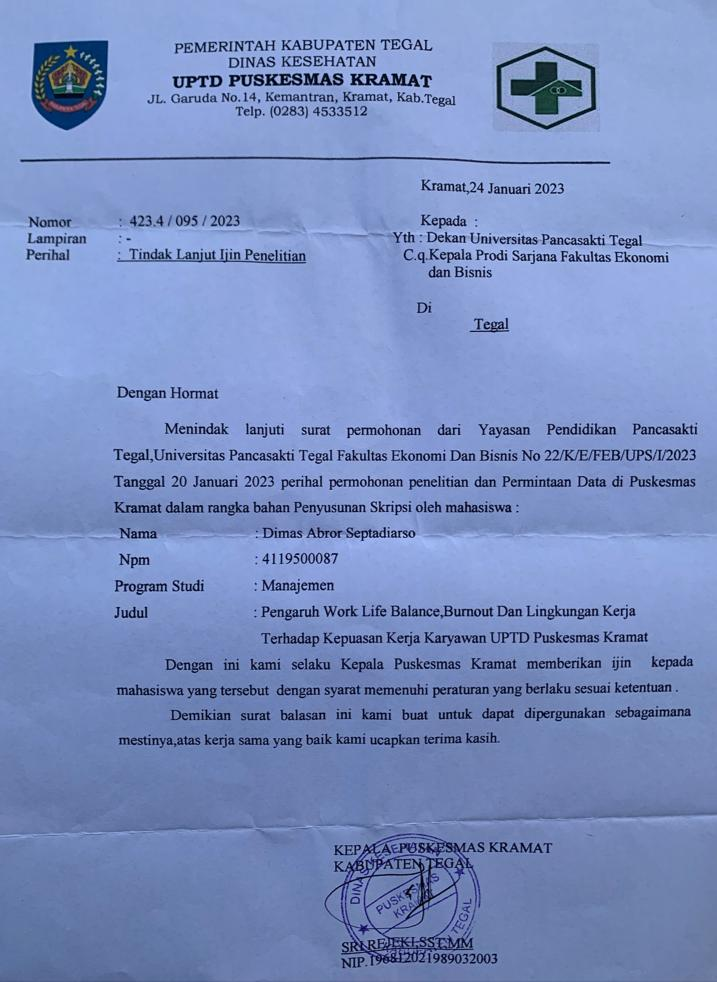 PEMERINTAH KABUPATEN TEGAL
DINAS KESEHATAN
UPTD PUSKESMAS KRAMAT
JL. Garuda No.14, Kemantran, Kramat, Kab.Tegal
Telp. (0283) 4533512
Kramat,24 Januari 2023
Nomor : 423.4 / 095 / 2023
Lampiran : -
Perihal : Tindak Lanjut Ijin Penelitian
Kepada :
Yth : Dekan Universitas Pancasakti Tegal
C.q.Kepala Prodi Sarjana Fakultas Ekonomi
dan Bisnis
Di
Tegal
Dengan Hormat
Menindak lanjuti surat permohonan dari Yayasan Pendidikan Pancasakti
Tegal,Universitas Pancasakti Tegal Fakultas Ekonomi Dan Bisnis No 22/K/E/FEB/UPS/I/2023
Tanggal 20 Januari 2023 perihal permohonan penelitian dan Permintaan Data di Puskesmas
Kramat dalam rangka bahan Penyusunan Skripsi oleh mahasiswa :
Nama : Dimas Abror Septadiarso
Npm : 4119500087
Program Studi : Manajemen
Judul : Pengaruh Work Life Balance,Burnout Dan Lingkungan Kerja
Terhadap Kepuasan Kerja Karyawan UPTD Puskesmas Kramat
Dengan ini kami selaku Kepala Puskesmas Kramat memberikan ijin kepada
mahasiswa yang tersebut dengan syarat memenuhi peraturan yang berlaku sesuai ketentuan .
Demikian surat balasan ini kami buat untuk dapat dipergunakan sebagaimana
mestinya,atas kerja sama yang baik kami ucapkan terima kasih.
KEPALA PUSKESMAS KRAMAT
KABUPATEN TEGAL
PUSKESMAS
KRAMAT
SRI REJEKI,SST.MM
NIP.196812021989032003